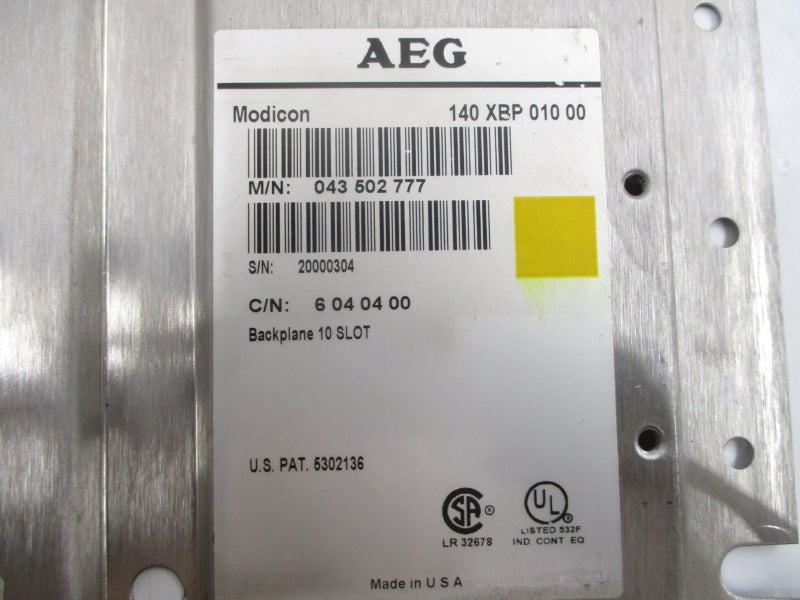 AEG
Modicon 140 XBP 010 00
M/N: 043 502 777
S/N: 20000304
C/N: 6 04 04 00
Backplane 10 SLOT
U.S. PAT. 5302136
SA ®
LR 32678
UL ®
LISTED 532F
IND CONT EQ
Made in U S A